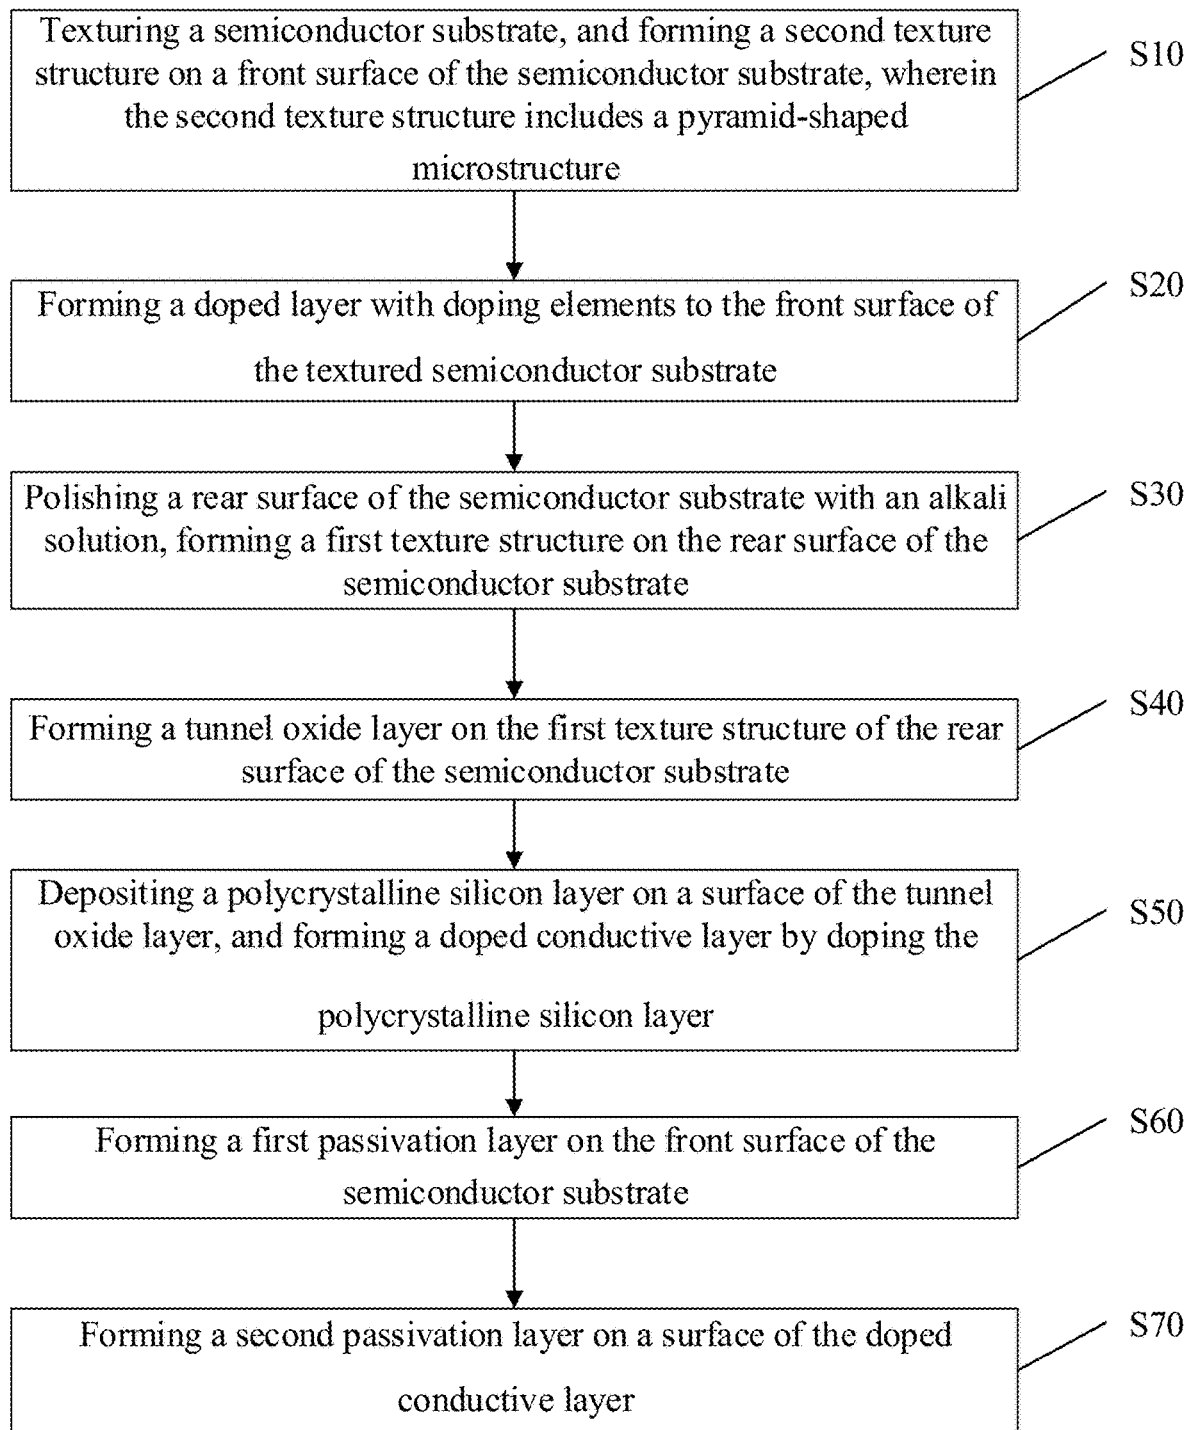 Texturing a semiconductor substrate, and forming a second texture
structure on a front surface of the semiconductor substrate, wherein
the second texture structure includes a pyramid-shaped
microstructure
S10
Forming a doped layer with doping elements to the front surface of
the textured semiconductor substrate
S20
Polishing a rear surface of the semiconductor substrate with an alkali
solution, forming a first texture structure on the rear surface of the
semiconductor substrate
S30
Forming a tunnel oxide layer on the first texture structure of the rear
surface of the semiconductor substrate
S40
Depositing a polycrystalline silicon layer on a surface of the tunnel
oxide layer, and forming a doped conductive layer by doping the
polycrystalline silicon layer
S50
Forming a first passivation layer on the front surface of the
semiconductor substrate
S60
Forming a second passivation layer on a surface of the doped
conductive layer
S70